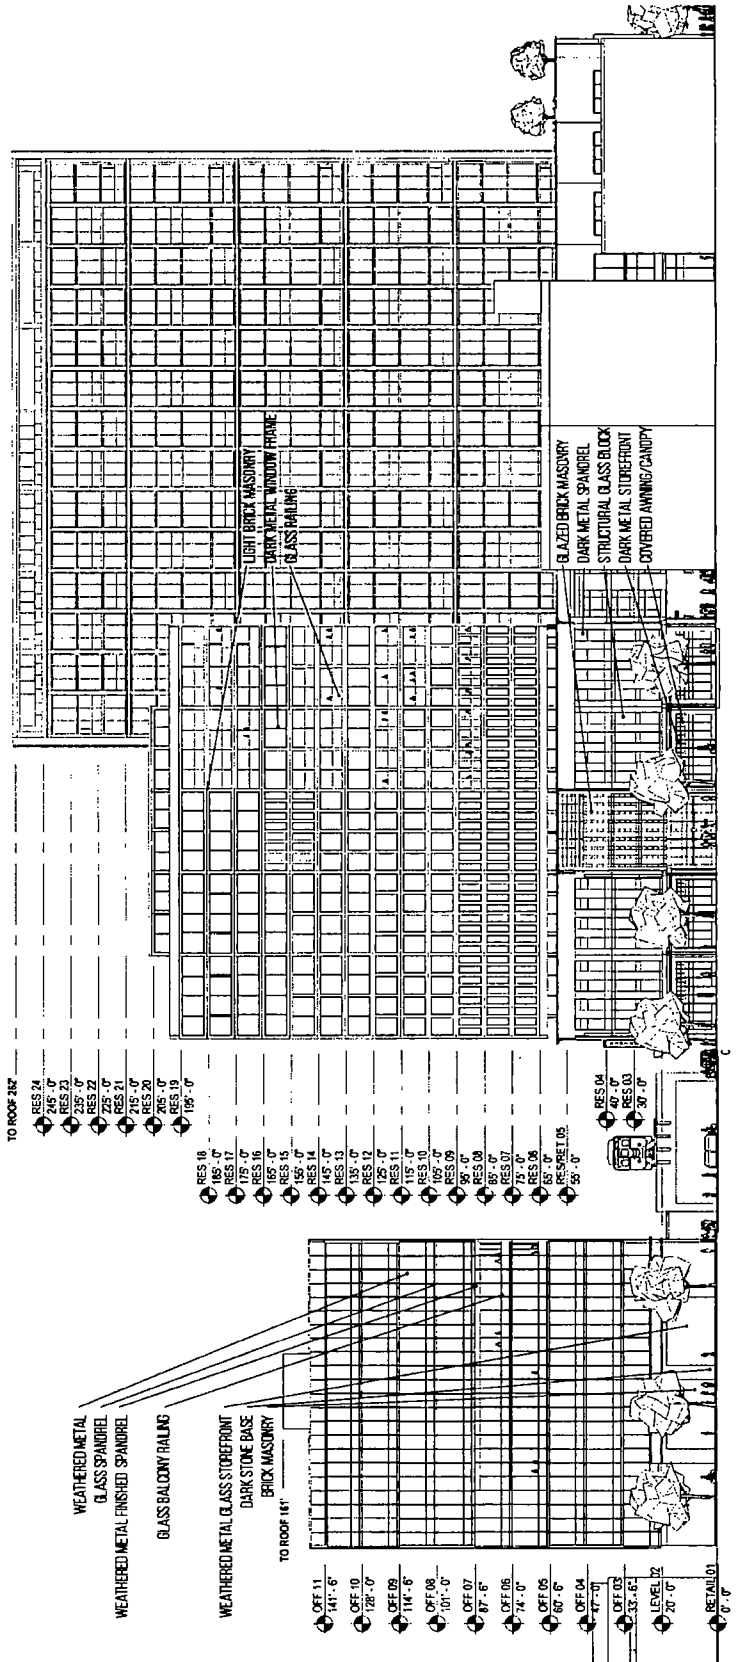 TO ROOF 262'
RES 24
245' - 0"
RES 23
235' - 0"
RES 22
225' - 0"
RES 21
215' - 0"
RES 20
205' - 0"
RES 19
195' - 0"
RES 18
185' - 0"
RES 17
175' - 0"
RES 16
165' - 0"
RES 15
155' - 0"
RES 14
145' - 0"
RES 13
135' - 0"
RES 12
125' - 0"
RES 11
115' - 0"
RES 10
105' - 0"
RES 09
95' - 0"
RES 08
85' - 0"
RES 07
75' - 0"
RES 06
65' - 0"
RES/RET 05
55' - 0"
RES 04
40' - 0"
RES 03
30' - 0"
LIGHT BRICK MASONRY
DARK METAL WINDOW FRAME
GLASS RAILING
GLAZED BRICK MASONRY
DARK METAL SPANDREL
STRUCTURAL GLASS BLOCK
DARK METAL STOREFRONT
COVERED AWNING/CANOPY
WEATHERED METAL
GLASS SPANDREL
WEATHERED METAL FINISHED SPANDREL
GLASS BALCONY RAILING
WEATHERED METAL GLASS STOREFRONT
DARK STONE BASE
BRICK MASONRY
TO ROOF 161'
OFF 11
141' - 6"
OFF 10
128' - 0"
OFF 09
114' - 6"
OFF 08
101' - 0"
OFF 07
87' - 6"
OFF 06
74' - 0"
OFF 05
60' - 6"
OFF 04
47' - 0"
OFF 03
33' - 6"
LEVEL 02
20' - 0"
RETAIL 01
0' - 0"
C